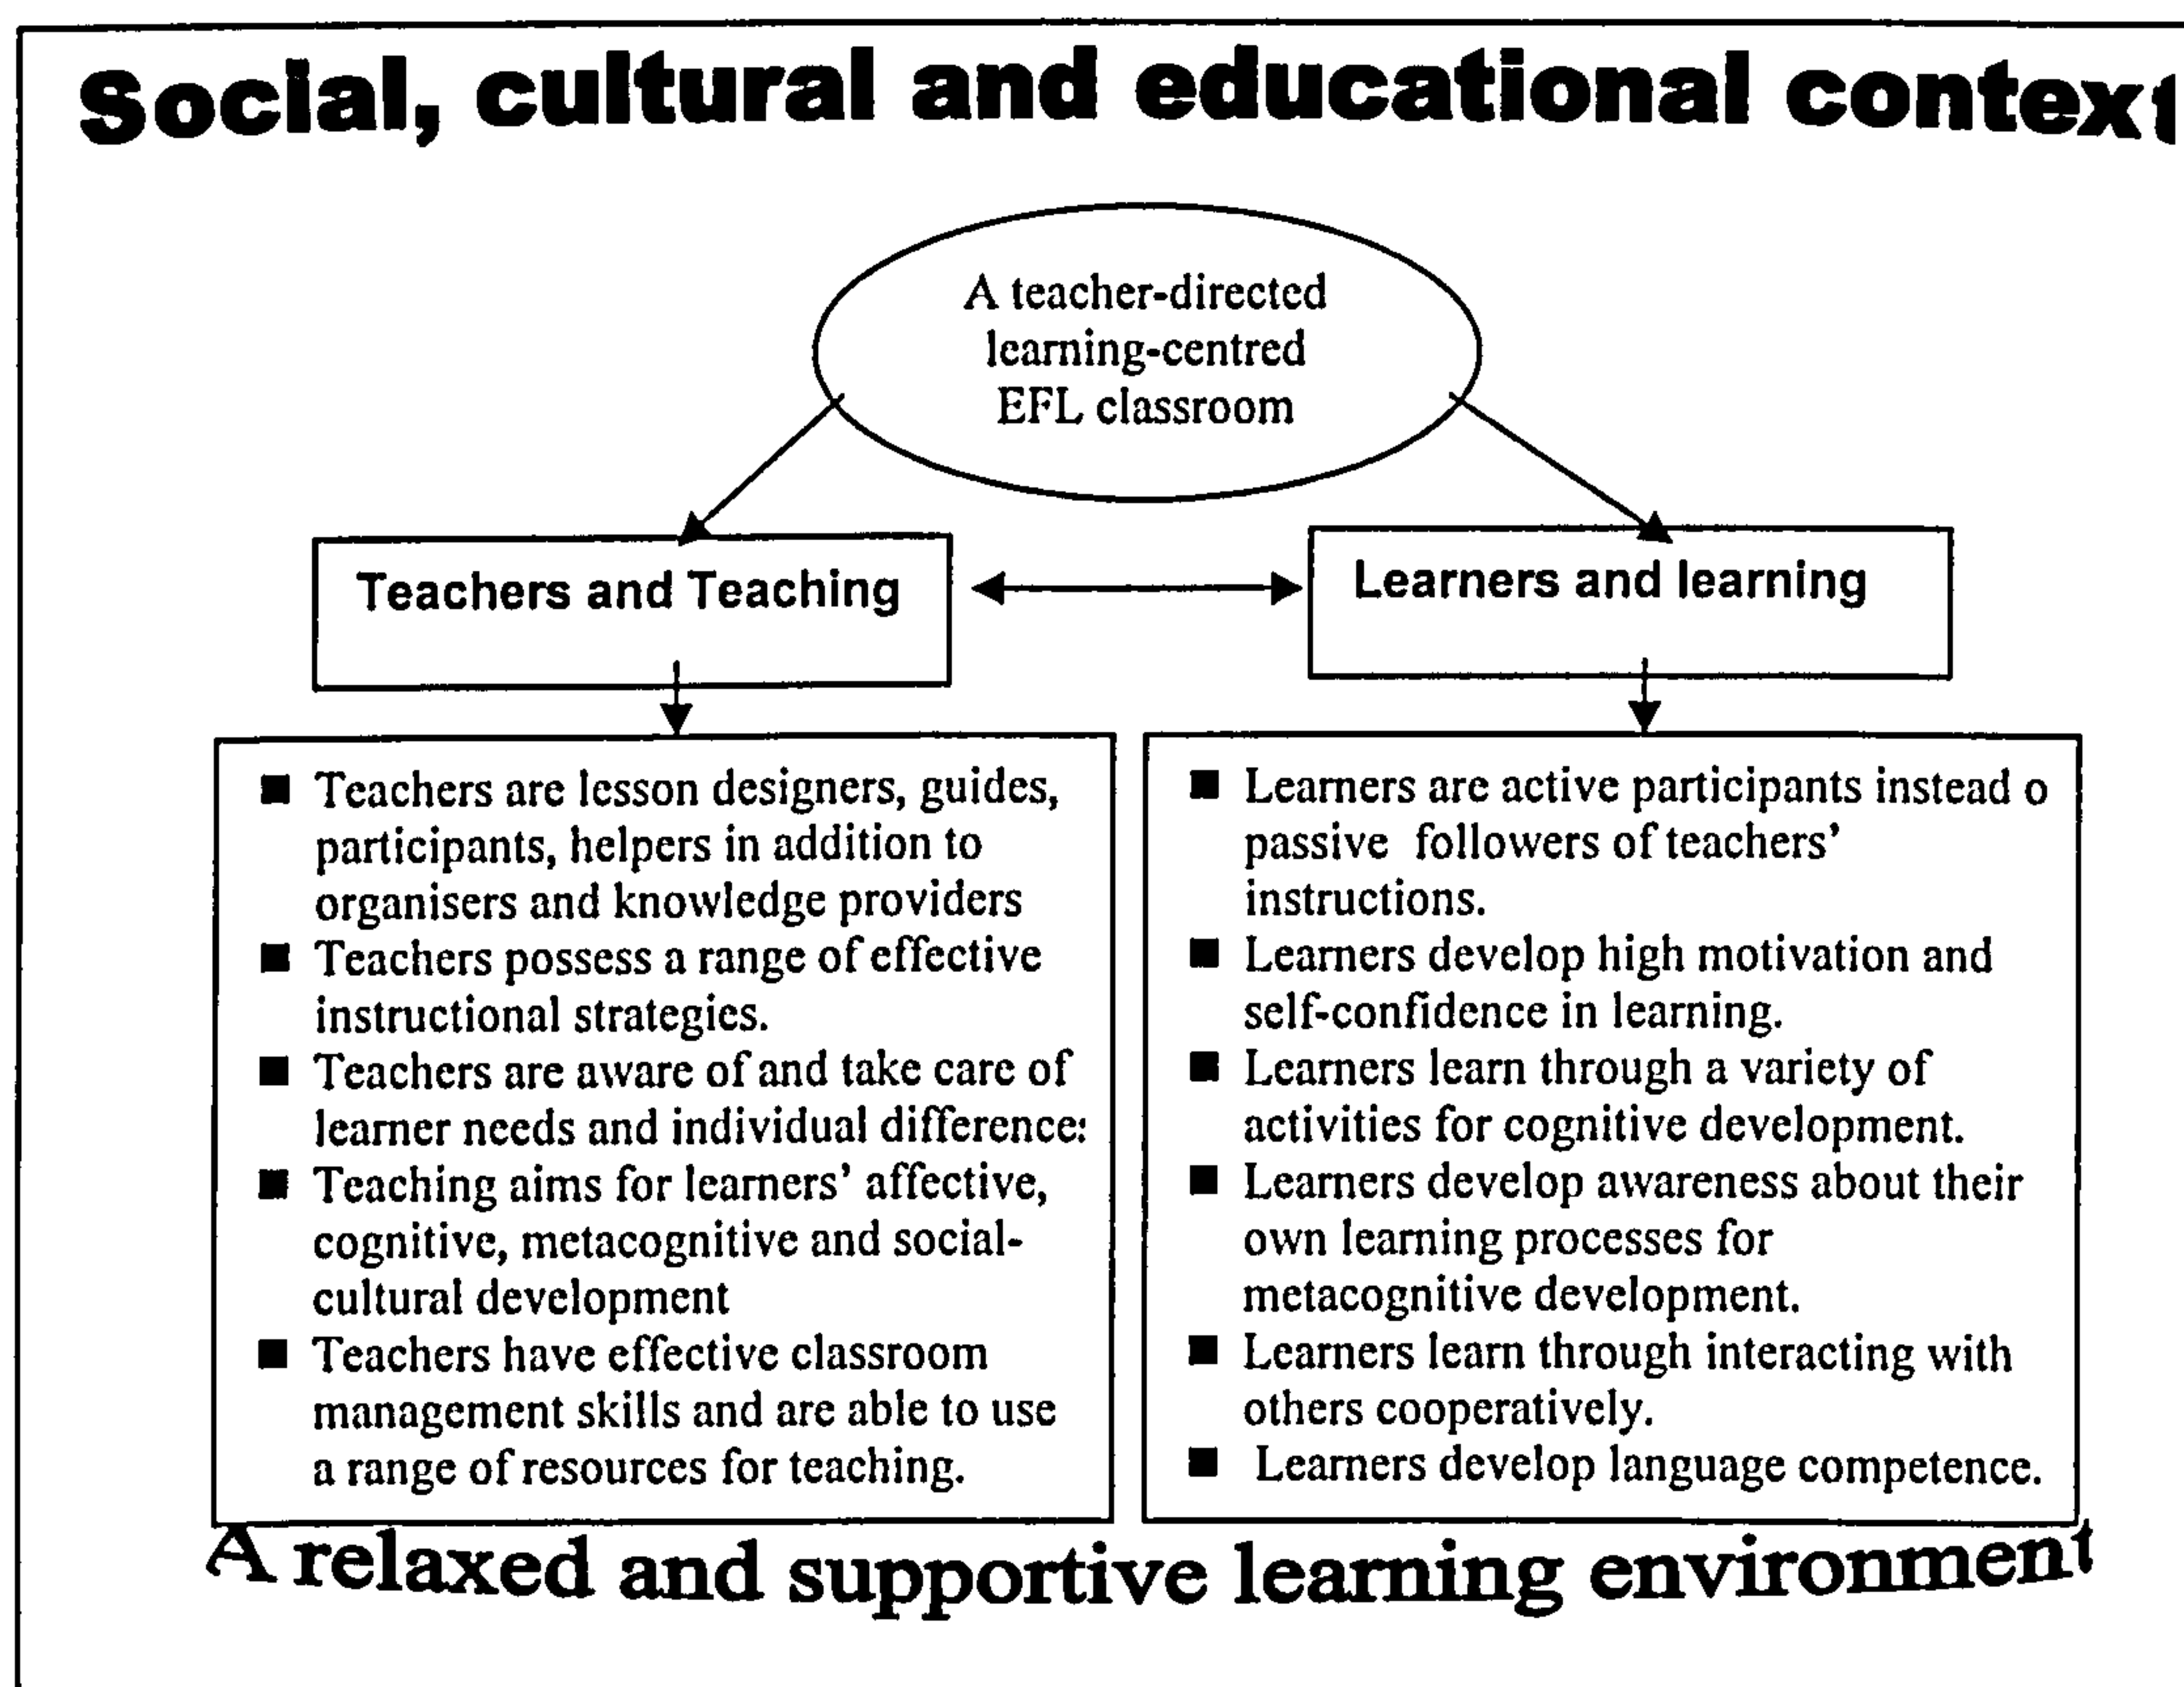 Social, cultural and educational context
A teacher-directed
learning-centred
EFL classroom
Teachers and Teaching
Learners and learning
■ Teachers are lesson designers, guides,
participants, helpers in addition to
organisers and knowledge providers
■ Teachers possess a range of effective
instructional strategies.
■ Teachers are aware of and take care of
learner needs and individual difference:
■ Teaching aims for learners’ affective,
cognitive, metacognitive and social-
cultural development
■ Teachers have effective classroom
management skills and are able to use
a range of resources for teaching.
■ Learners are active participants instead o
passive followers of teachers’
instructions.
■ Learners develop high motivation and
self-confidence in learning.
■ Learners learn through a variety of
activities for cognitive development.
■ Learners develop awareness about their
own learning processes for
metacognitive development.
■ Learners learn through interacting with
others cooperatively.
■ Learners develop language competence.
A relaxed and supportive learning environment